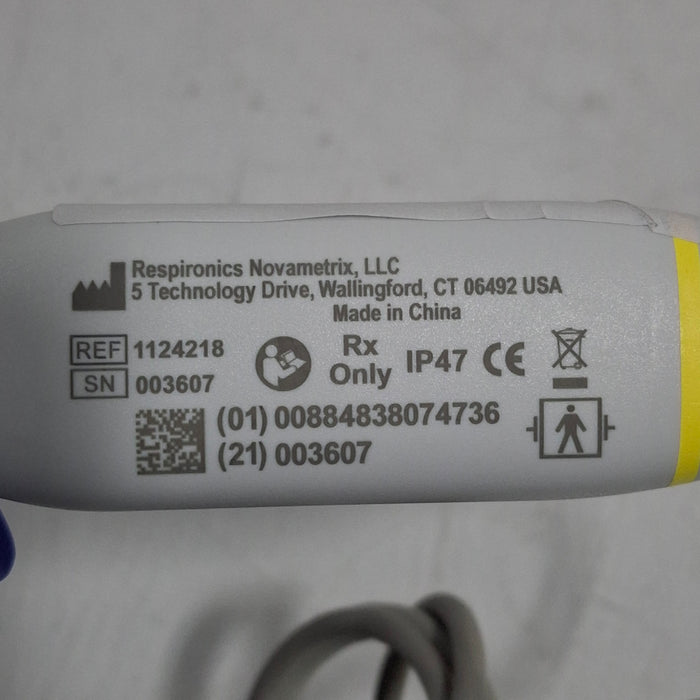 Respironics Novametrix, LLC
5 Technology Drive, Wallingford, CT 06492 USA
Made in China
REF 1124218
SN 003607
Rx
Only
IP47 CE
(01) 00884838074736
(21) 003607